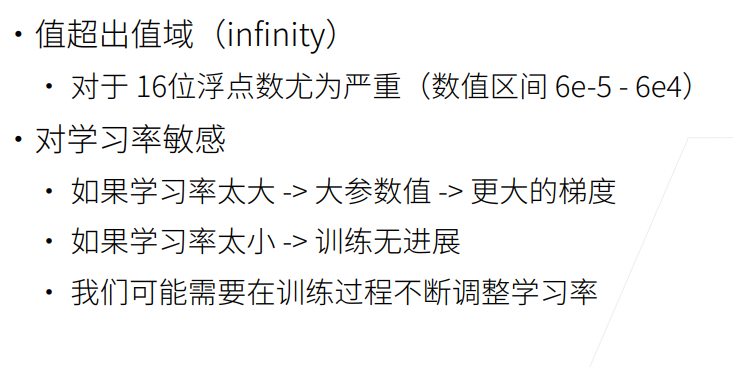 • 值超出值域（infinity）
• 对于 16位浮点数尤为严重（数值区间 6e-5 - 6e4）
• 对学习率敏感
• 如果学习率太大 -> 大参数值 -> 更大的梯度
• 如果学习率太小 -> 训练无进展
• 我们可能需要在训练过程不断调整学习率